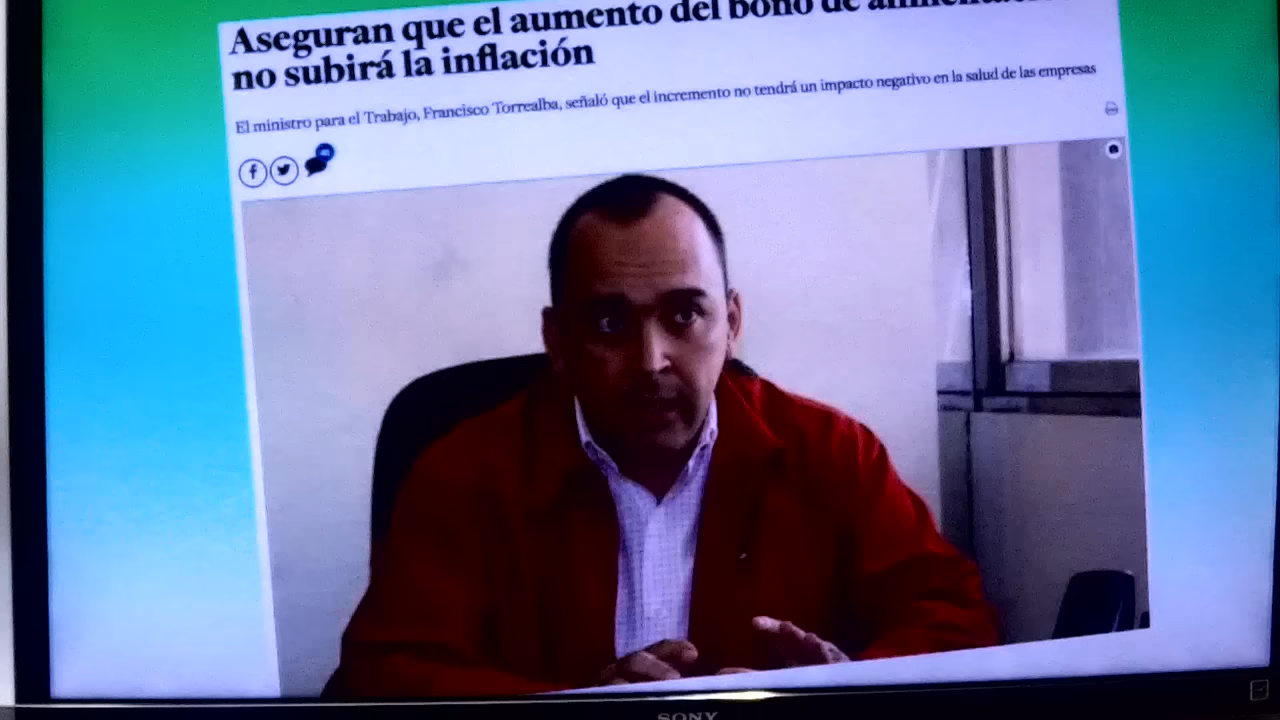 Aseguran que el aumento del bono de
no subirá la inflación
El ministro para el Trabajo, Francisco Torrealba, señaló que el incremento no tendrá un impacto negativo en la salud de las empresas
SONY